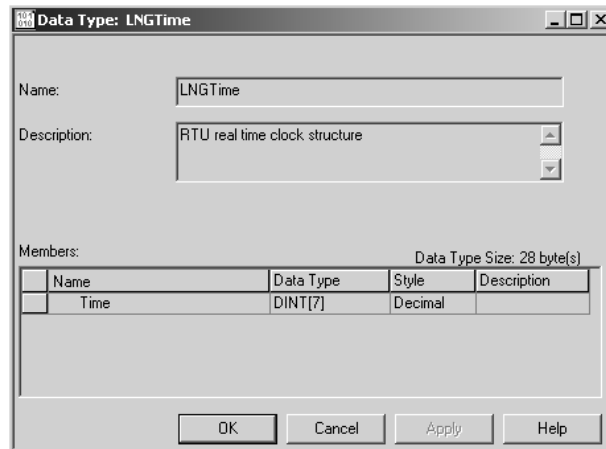 Data Type: LNGTime
Name: LNGTime
Description: RTU real time clock structure
Members: Data Type Size: 28 byte(s)
Name Data Type Style Description
Time DINT[7] Decimal
OK Cancel Apply Help